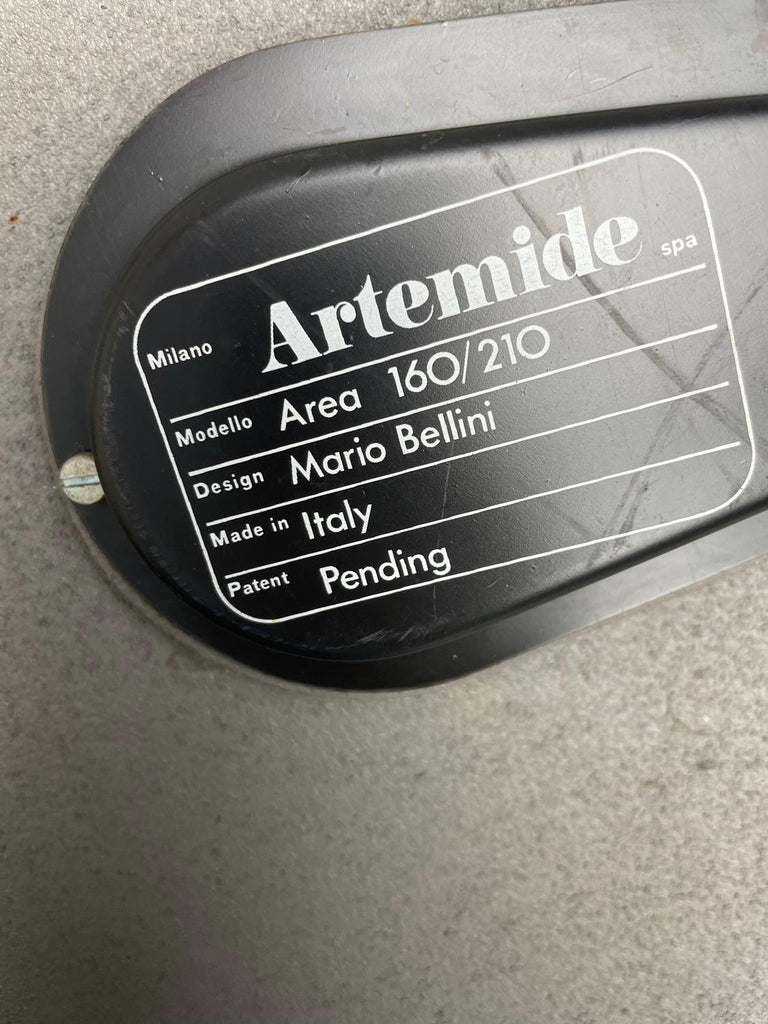 Milano Artemide spa
Modello Area 160/210
Design Mario Bellini
Made in Italy
Patent Pending